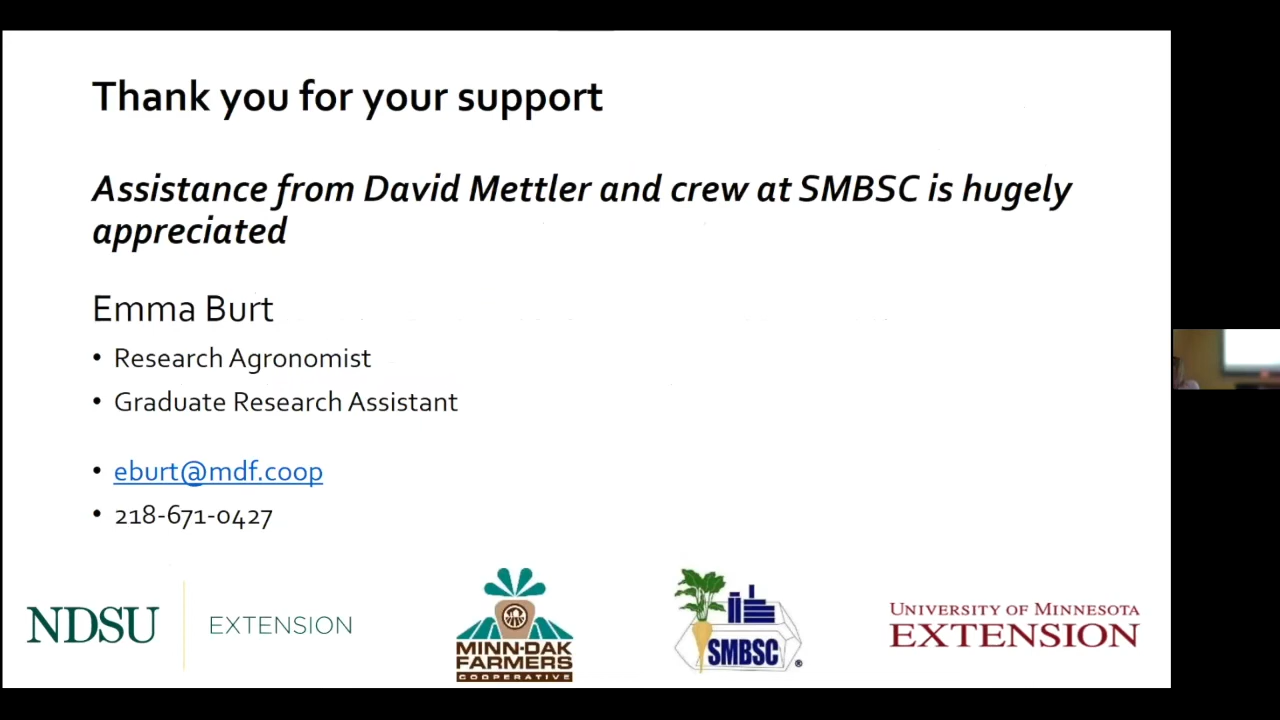 Thank you for your support
Assistance from David Mettler and crew at SMBSC is hugely
appreciated
Emma Burt
• Research Agronomist
• Graduate Research Assistant
• eburt@mdf.coop
• 218-671-0427
NDSU EXTENSION
MINN-DAK
FARMERS
COOPERATIVE
SMBSC
®
UNIVERSITY OF MINNESOTA
EXTENSION